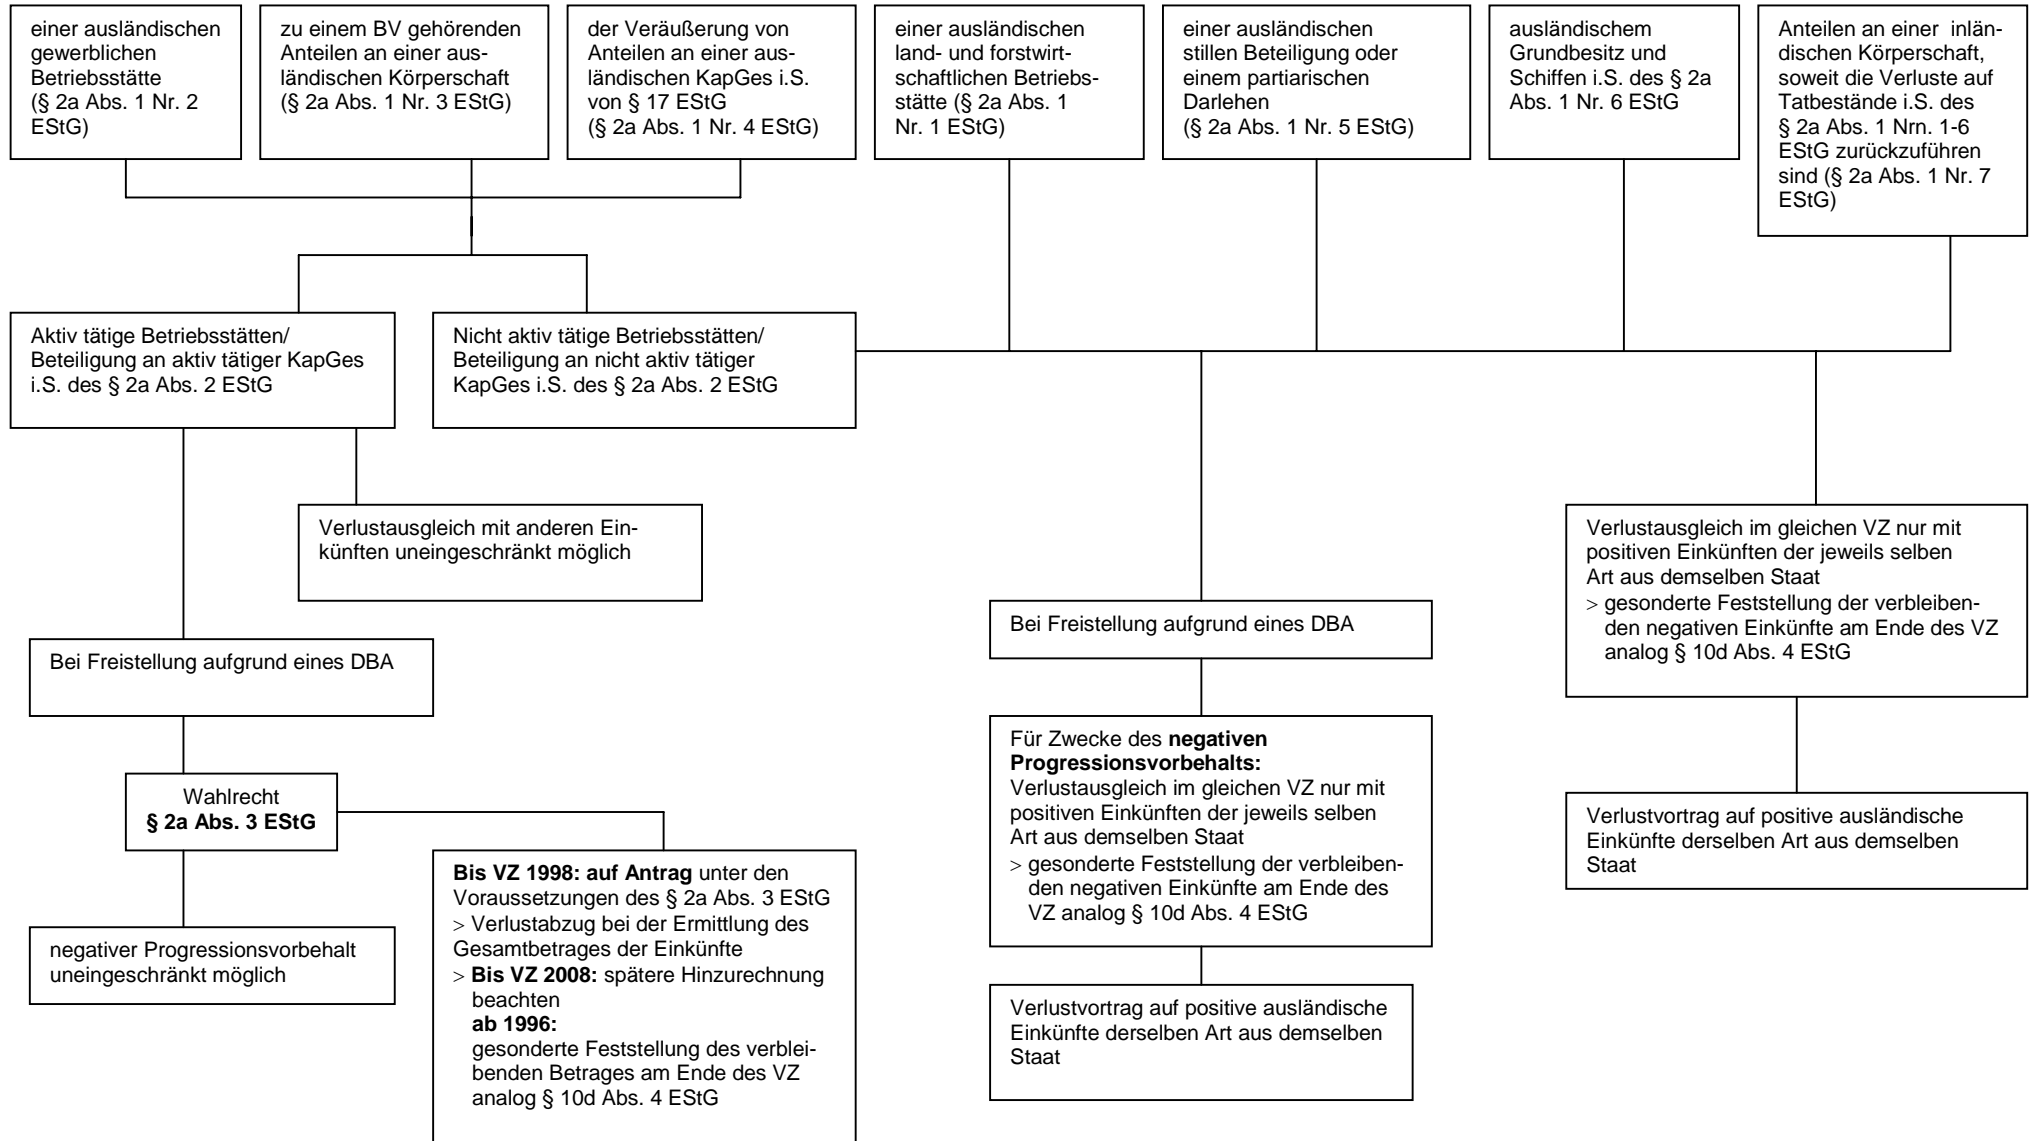 einer ausländischen
gewerblichen
Betriebsstätte
(§ 2a Abs. 1 Nr. 2
EStG)
zu einem BV gehörenden
Anteilen an einer aus-
ländischen Körperschaft
(§ 2a Abs. 1 Nr. 3 EStG)
der Veräußerung von
Anteilen an einer aus-
ländischen KapGes i.S.
von § 17 EStG
(§ 2a Abs. 1 Nr. 4 EStG)
einer ausländischen
land- und forstwirt-
schaftlichen Betriebs-
stätte (§ 2a Abs. 1
Nr. 1 EStG)
einer ausländischen
stillen Beteiligung oder
einem partiarischen
Darlehen
(§ 2a Abs. 1 Nr. 5 EStG)
ausländischem
Grundbesitz und
Schiffen i.S. des § 2a
Abs. 1 Nr. 6 EStG
Anteilen an einer inlän-
dischen Körperschaft,
soweit die Verluste auf
Tatbestände i.S. des
§ 2a Abs. 1 Nrn. 1-6
EStG zurückzuführen
sind (§ 2a Abs. 1 Nr. 7
EStG)
Aktiv tätige Betriebsstätten/
Beteiligung an aktiv tätiger KapGes
i.S. des § 2a Abs. 2 EStG
Nicht aktiv tätige Betriebsstätten/
Beteiligung an nicht aktiv tätiger
KapGes i.S. des § 2a Abs. 2 EStG
Verlustausgleich mit anderen Ein-
künften uneingeschränkt möglich
Bei Freistellung aufgrund eines DBA
Wahlrecht
§ 2a Abs. 3 EStG
negativer Progressionsvorbehalt
uneingeschränkt möglich
Bis VZ 1998: auf Antrag unter den
Voraussetzungen des § 2a Abs. 3 EStG
> Verlustabzug bei der Ermittlung des
Gesamtbetrages der Einkünfte
> Bis VZ 2008: spätere Hinzurechnung
beachten
ab 1996:
gesonderte Feststellung des verblei-
benden Betrages am Ende des VZ
analog § 10d Abs. 4 EStG
Bei Freistellung aufgrund eines DBA
Für Zwecke des negativen
Progressionsvorbehalts:
Verlustausgleich im gleichen VZ nur mit
positiven Einkünften der jeweils selben
Art aus demselben Staat
> gesonderte Feststellung der verbleiben-
den negativen Einkünfte am Ende des
VZ analog § 10d Abs. 4 EStG
Verlustvortrag auf positive ausländische
Einkünfte derselben Art aus demselben
Staat
Verlustausgleich im gleichen VZ nur mit
positiven Einkünften der jeweils selben
Art aus demselben Staat
> gesonderte Feststellung der verbleiben-
den negativen Einkünfte am Ende des VZ
analog § 10d Abs. 4 EStG
Verlustvortrag auf positive ausländische
Einkünfte derselben Art aus demselben
Staat